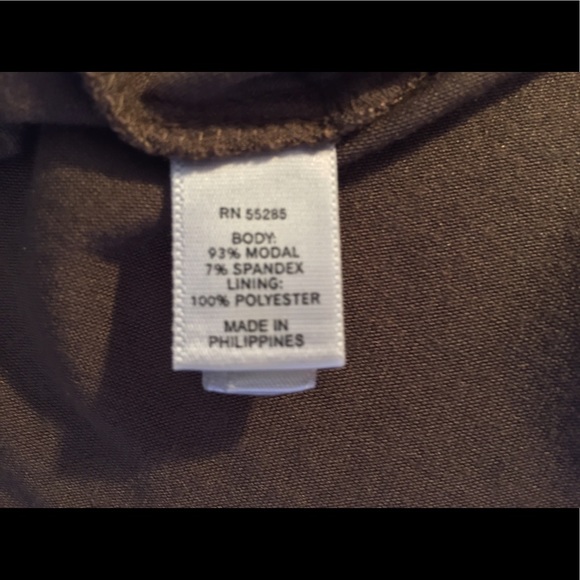 RN 55285
BODY:
93% MODAL
7% SPANDEX
LINING:
100% POLYESTER
MADE IN
PHILIPPINES